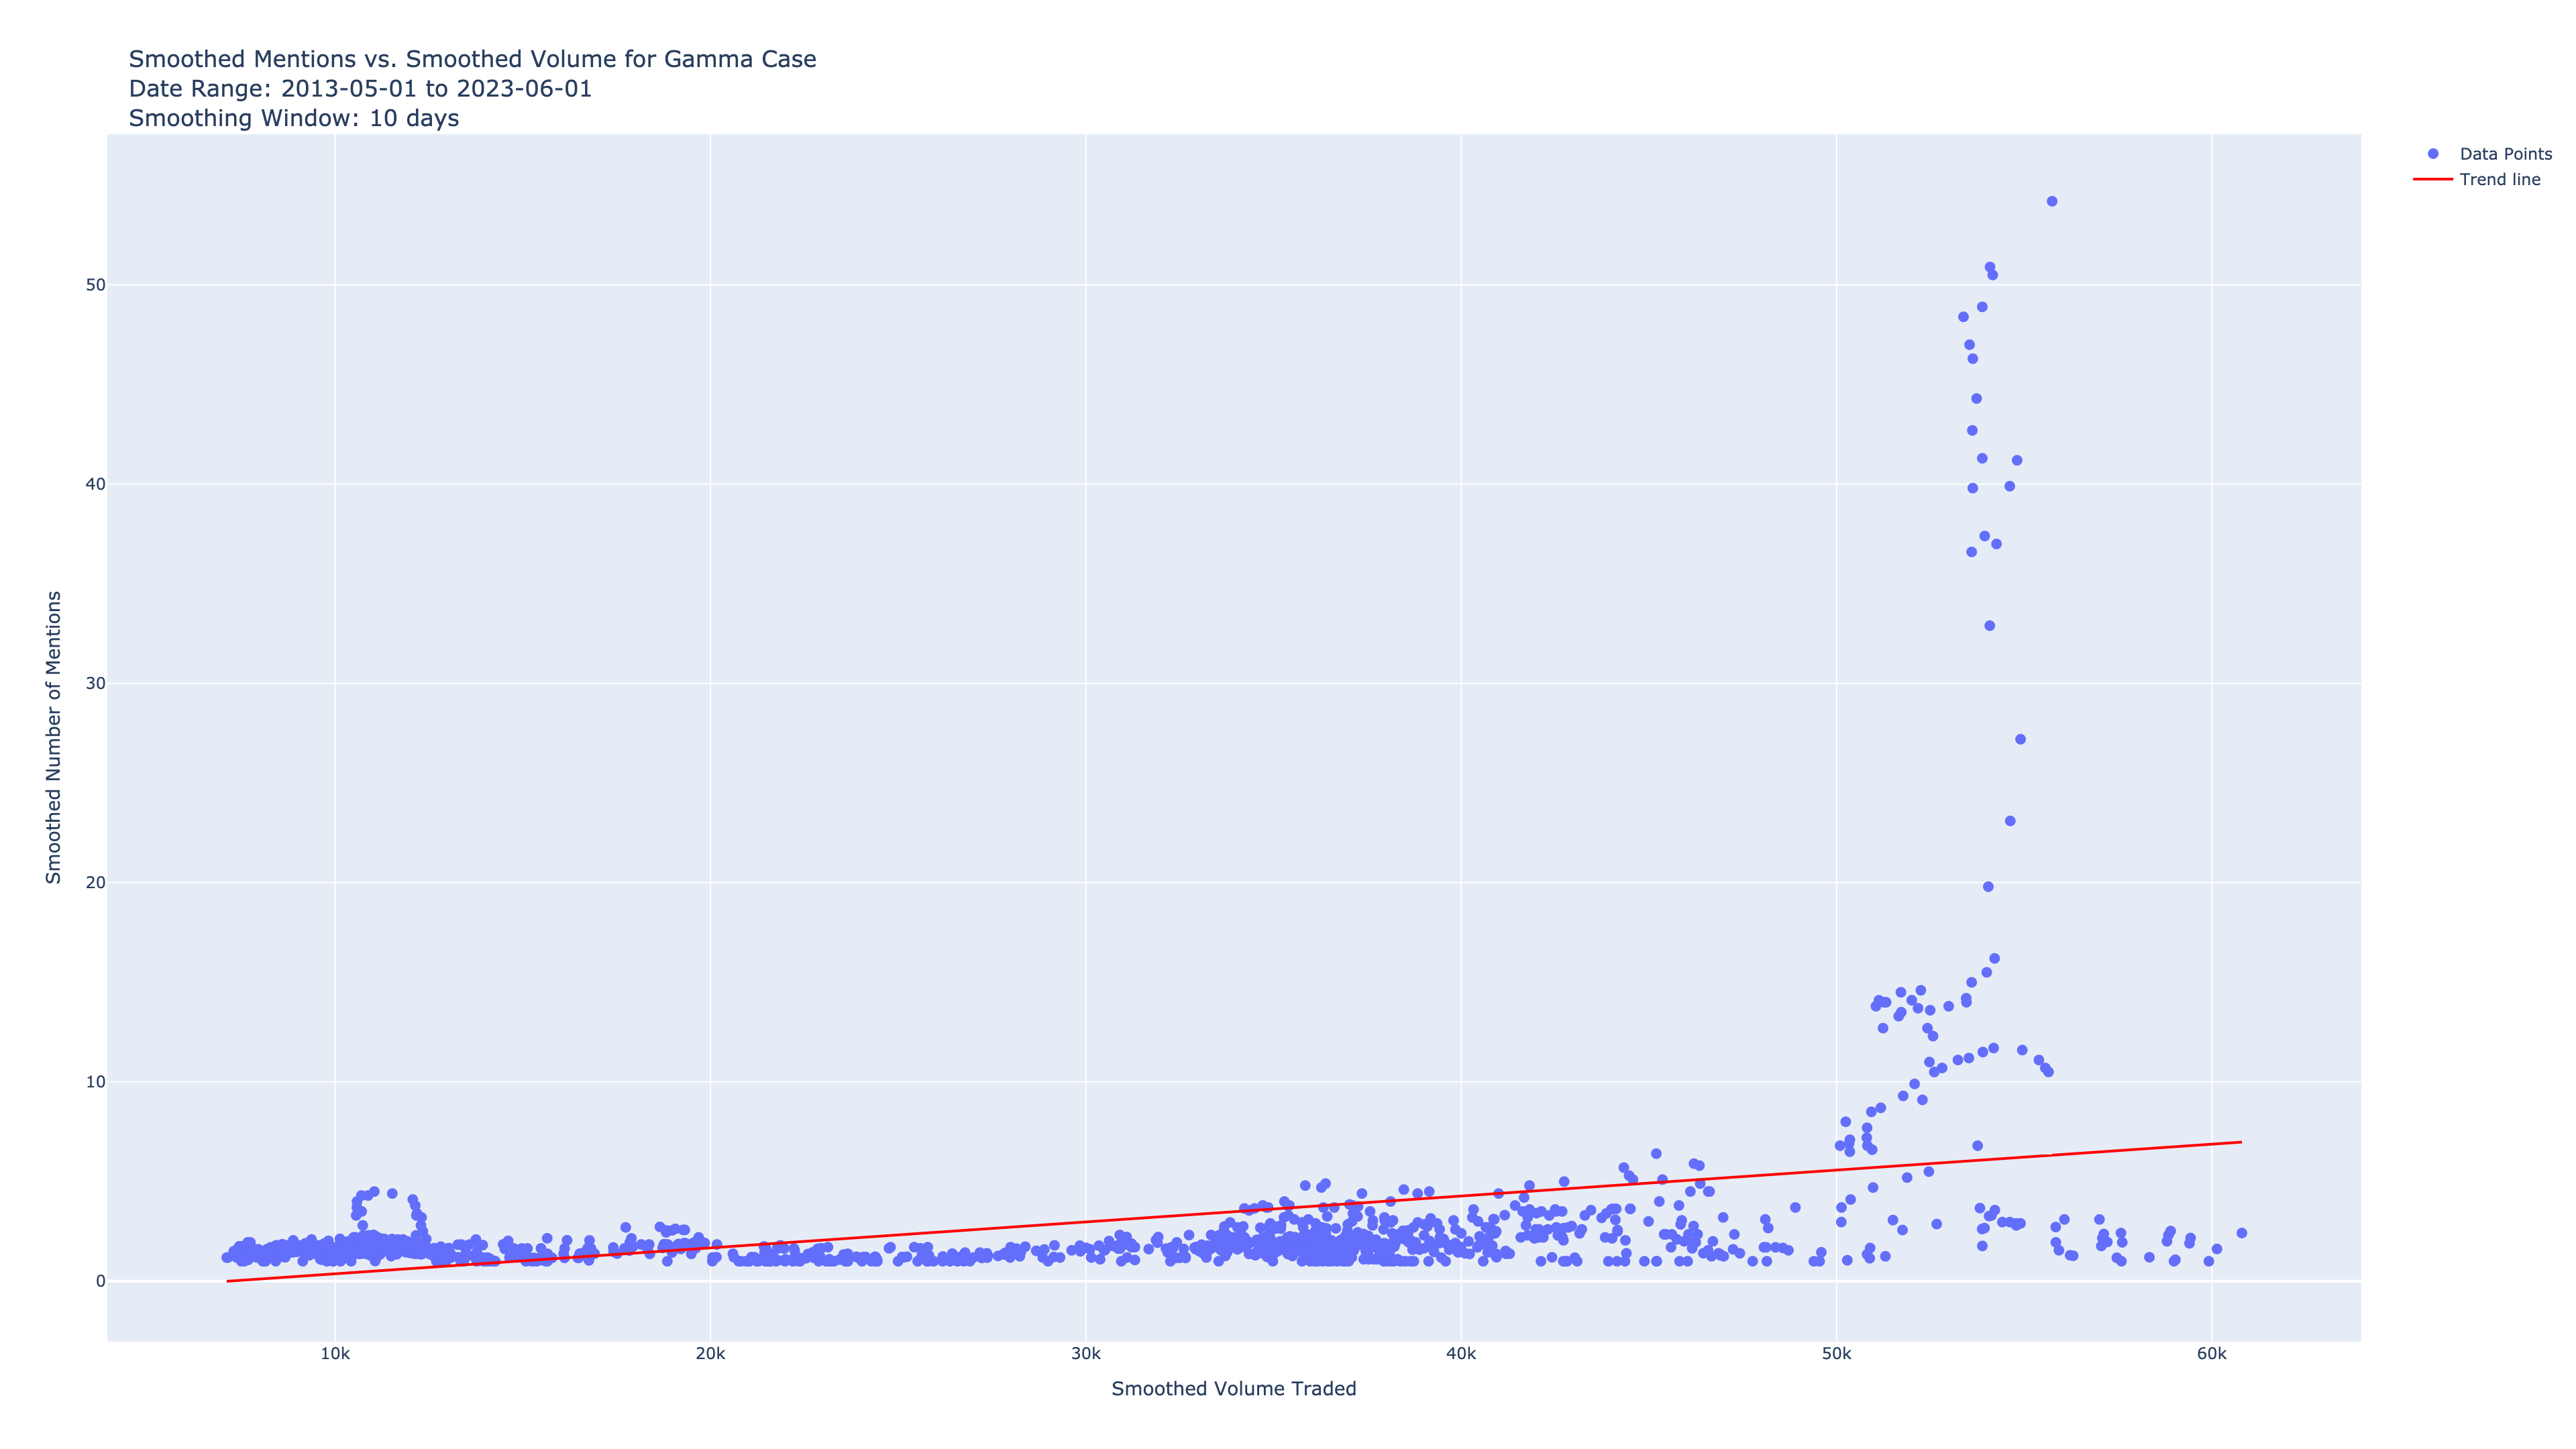 Smoothed Mentions vs. Smoothed Volume for Gamma Case
Date Range: 2013-05-01 to 2023-06-01
Smoothing Window: 10 days
Data Points
Trend line
50
40
30
20
10
0
Smoothed Number of Mentions
10k
20k
30k
40k
50k
60k
Smoothed Volume Traded